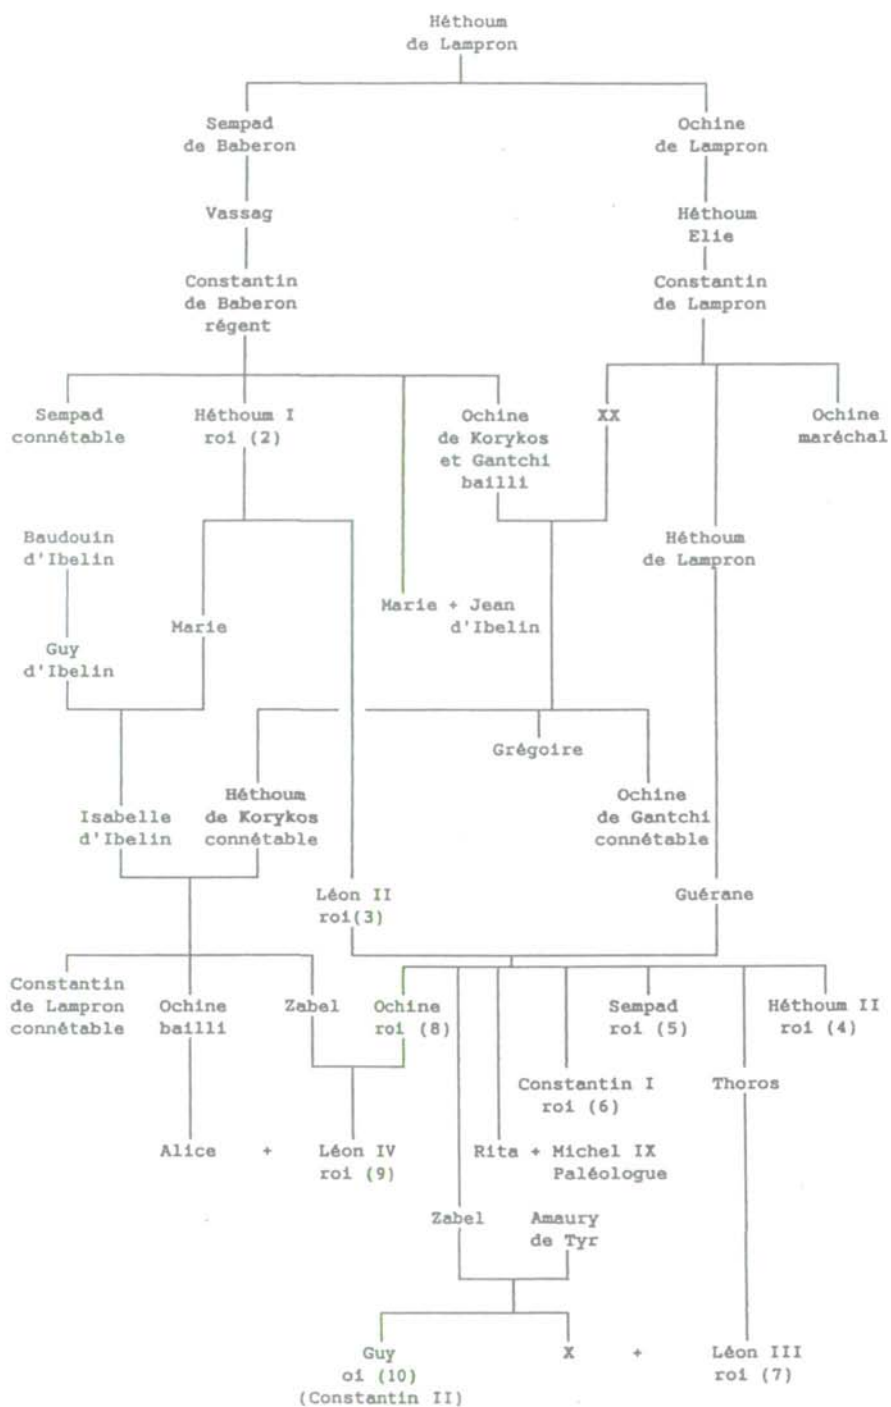 Héthoum
de Lampron
Sempad
de Baberon
Ochine
de Lampron
Vassag
Héthoum
Elie
Constantin
de Baberon
régent
Constantin
de Lampron
Sempad
connétable
Héthoum I
roi (2)
Ochine
de Korykos
et Gantchi
bailli
XX
Ochine
maréchal
Baudouin
d'Ibelin
Héthoum
de Lampron
Marie + Jean
d'Ibelin
Marie
Guy
d'Ibelin
Grégoire
Isabelle
d'Ibelin
Héthoum
de Korykos
connétable
Ochine
de Gantchi
connétable
Léon II
roi(3)
Guérane
Constantin
de Lampron
connétable
Ochine
bailli
Zabel
Ochine
roi (8)
Sempad
roi (5)
Héthoum II
roi (4)
Constantin I
roi (6)
Thoros
Alice + Léon IV
roi (9)
Rita + Michel IX
Paléologue
Zabel
Amaury
de Tyr
Guy
oi (10)
(Constantin II)
X + Léon III
roi (7)